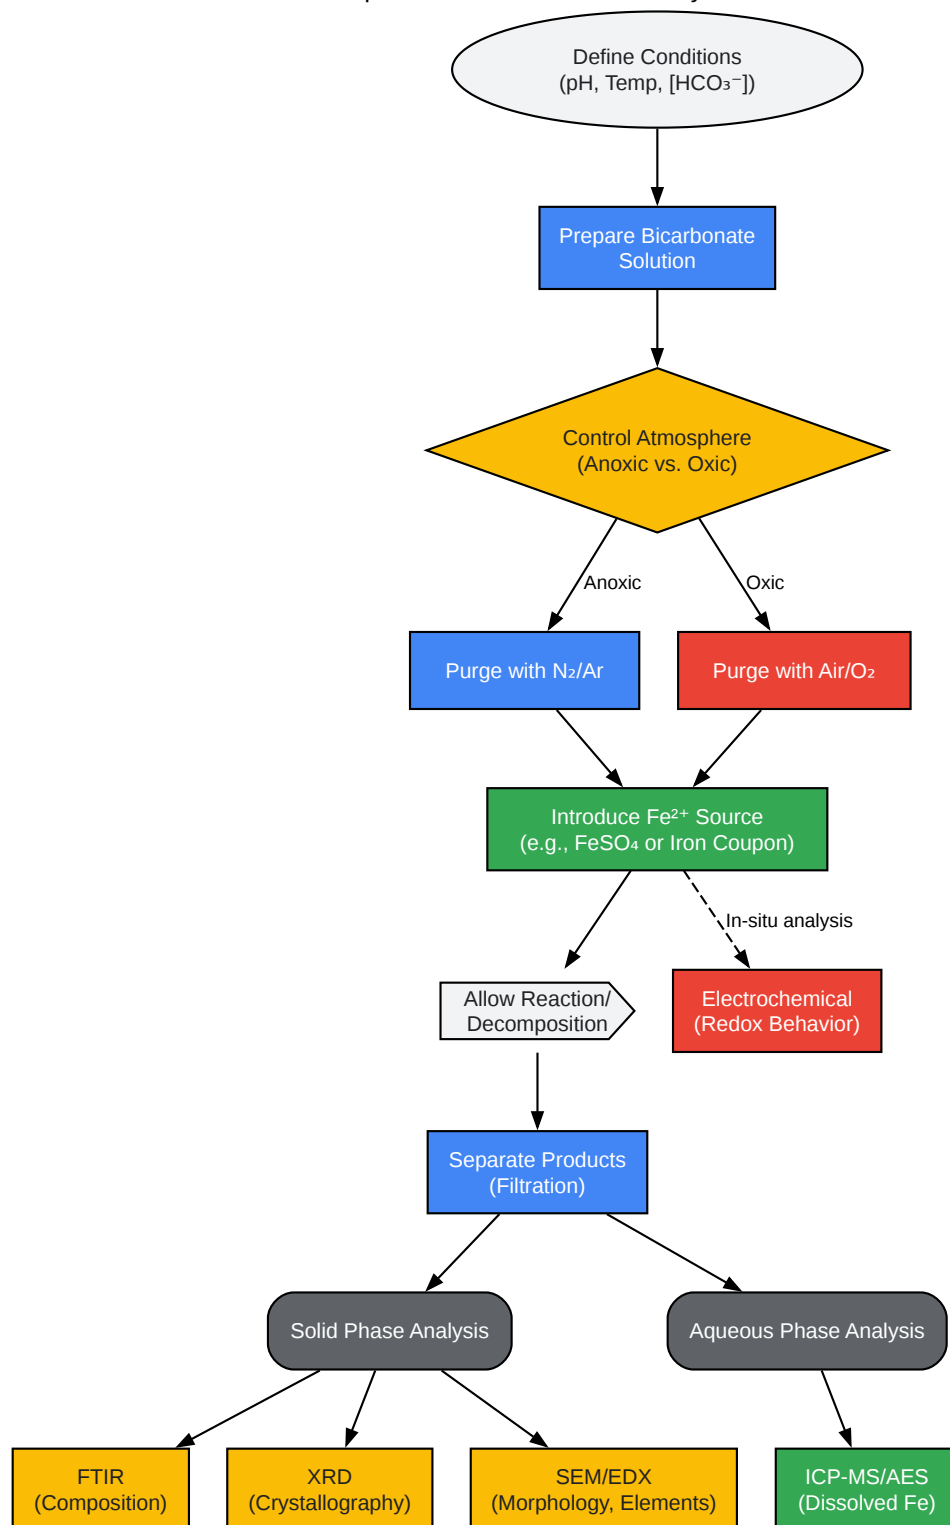 Define Conditions
(pH, Temp, [HCO₃⁻])
Prepare Bicarbonate
Solution
Control Atmosphere
(Anoxic vs. Oxic)
Anoxic
Oxic
Purge with N₂/Ar
Purge with Air/O₂
Introduce Fe²⁺ Source
(e.g., FeSO₄ or Iron Coupon)
In-situ analysis
Allow Reaction/
Decomposition
Electrochemical
(Redox Behavior)
Separate Products
(Filtration)
Solid Phase Analysis
Aqueous Phase Analysis
FTIR
(Composition)
XRD
(Crystallography)
SEM/EDX
(Morphology, Elements)
ICP-MS/AES
(Dissolved Fe)